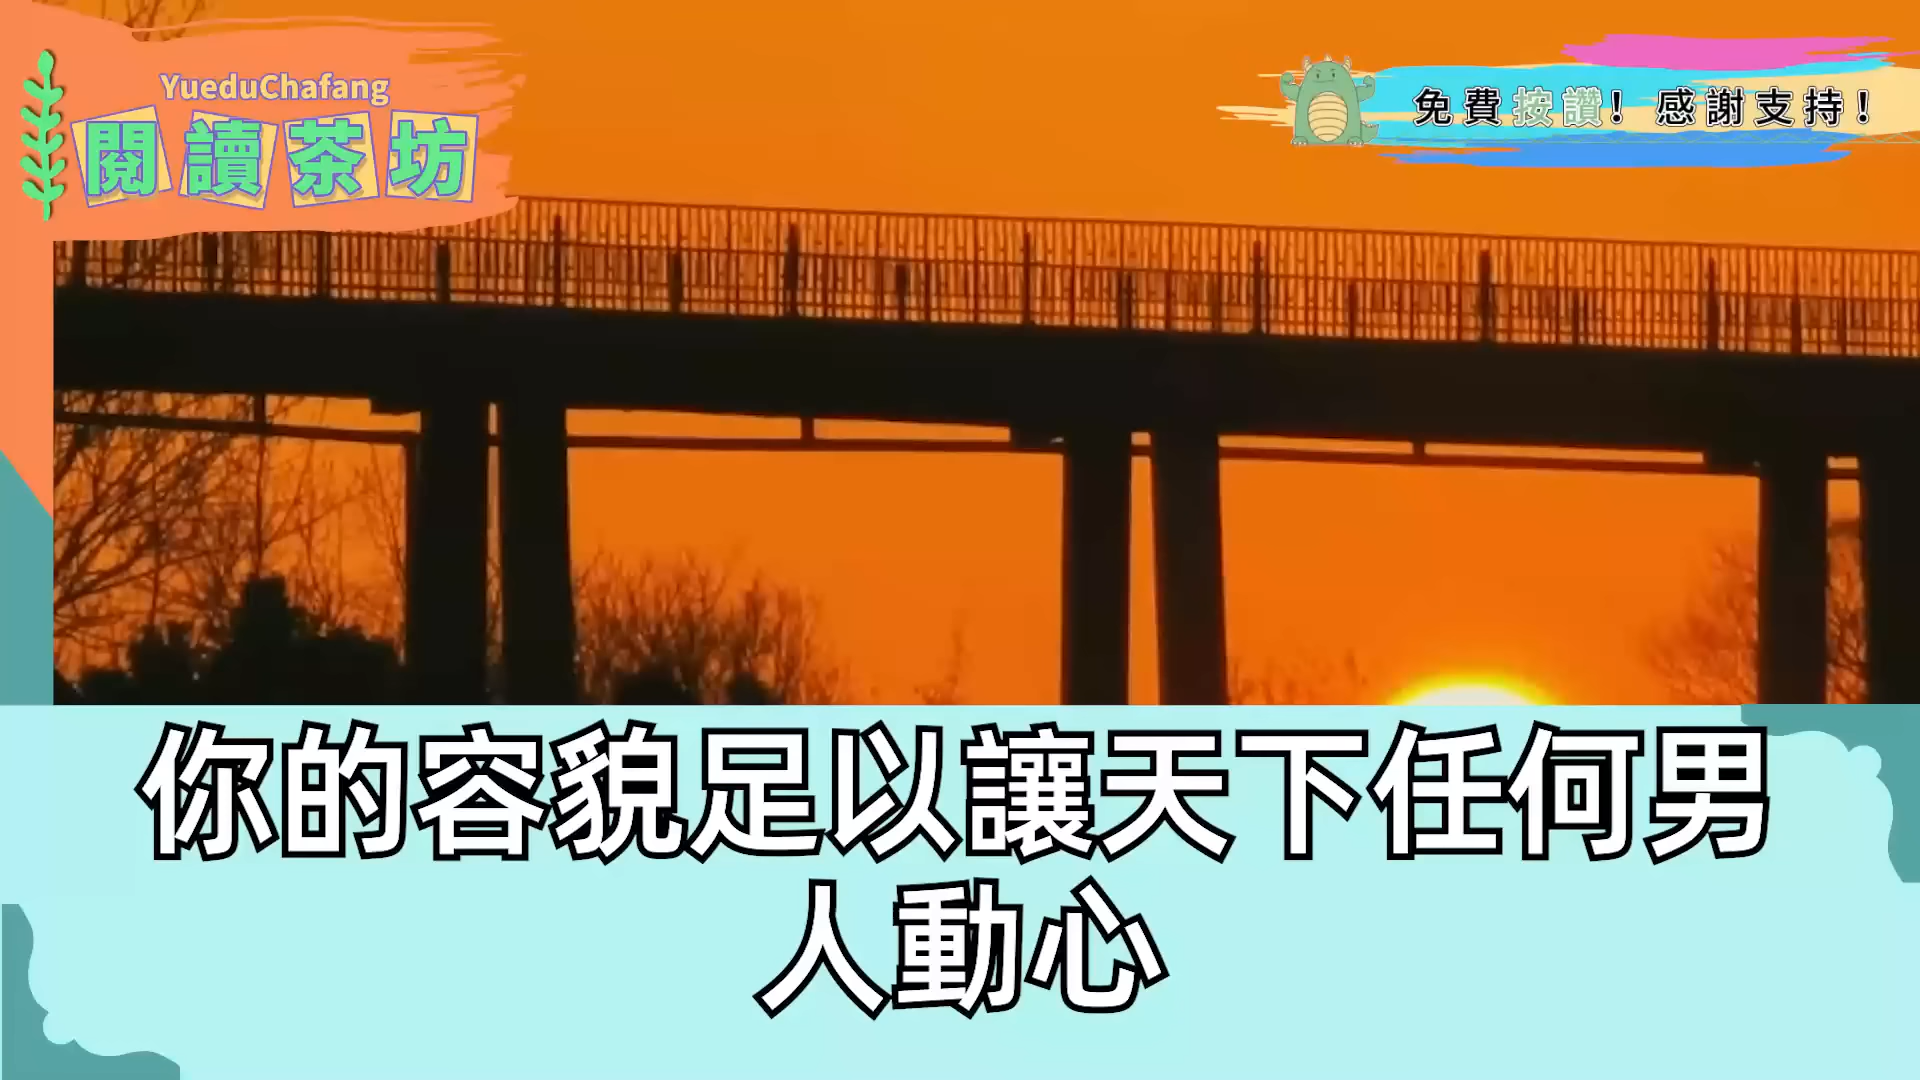 YueduChafang
閱讀茶坊
免費按讚！感謝支持！
你的容貌足以讓天下任何男
人動心